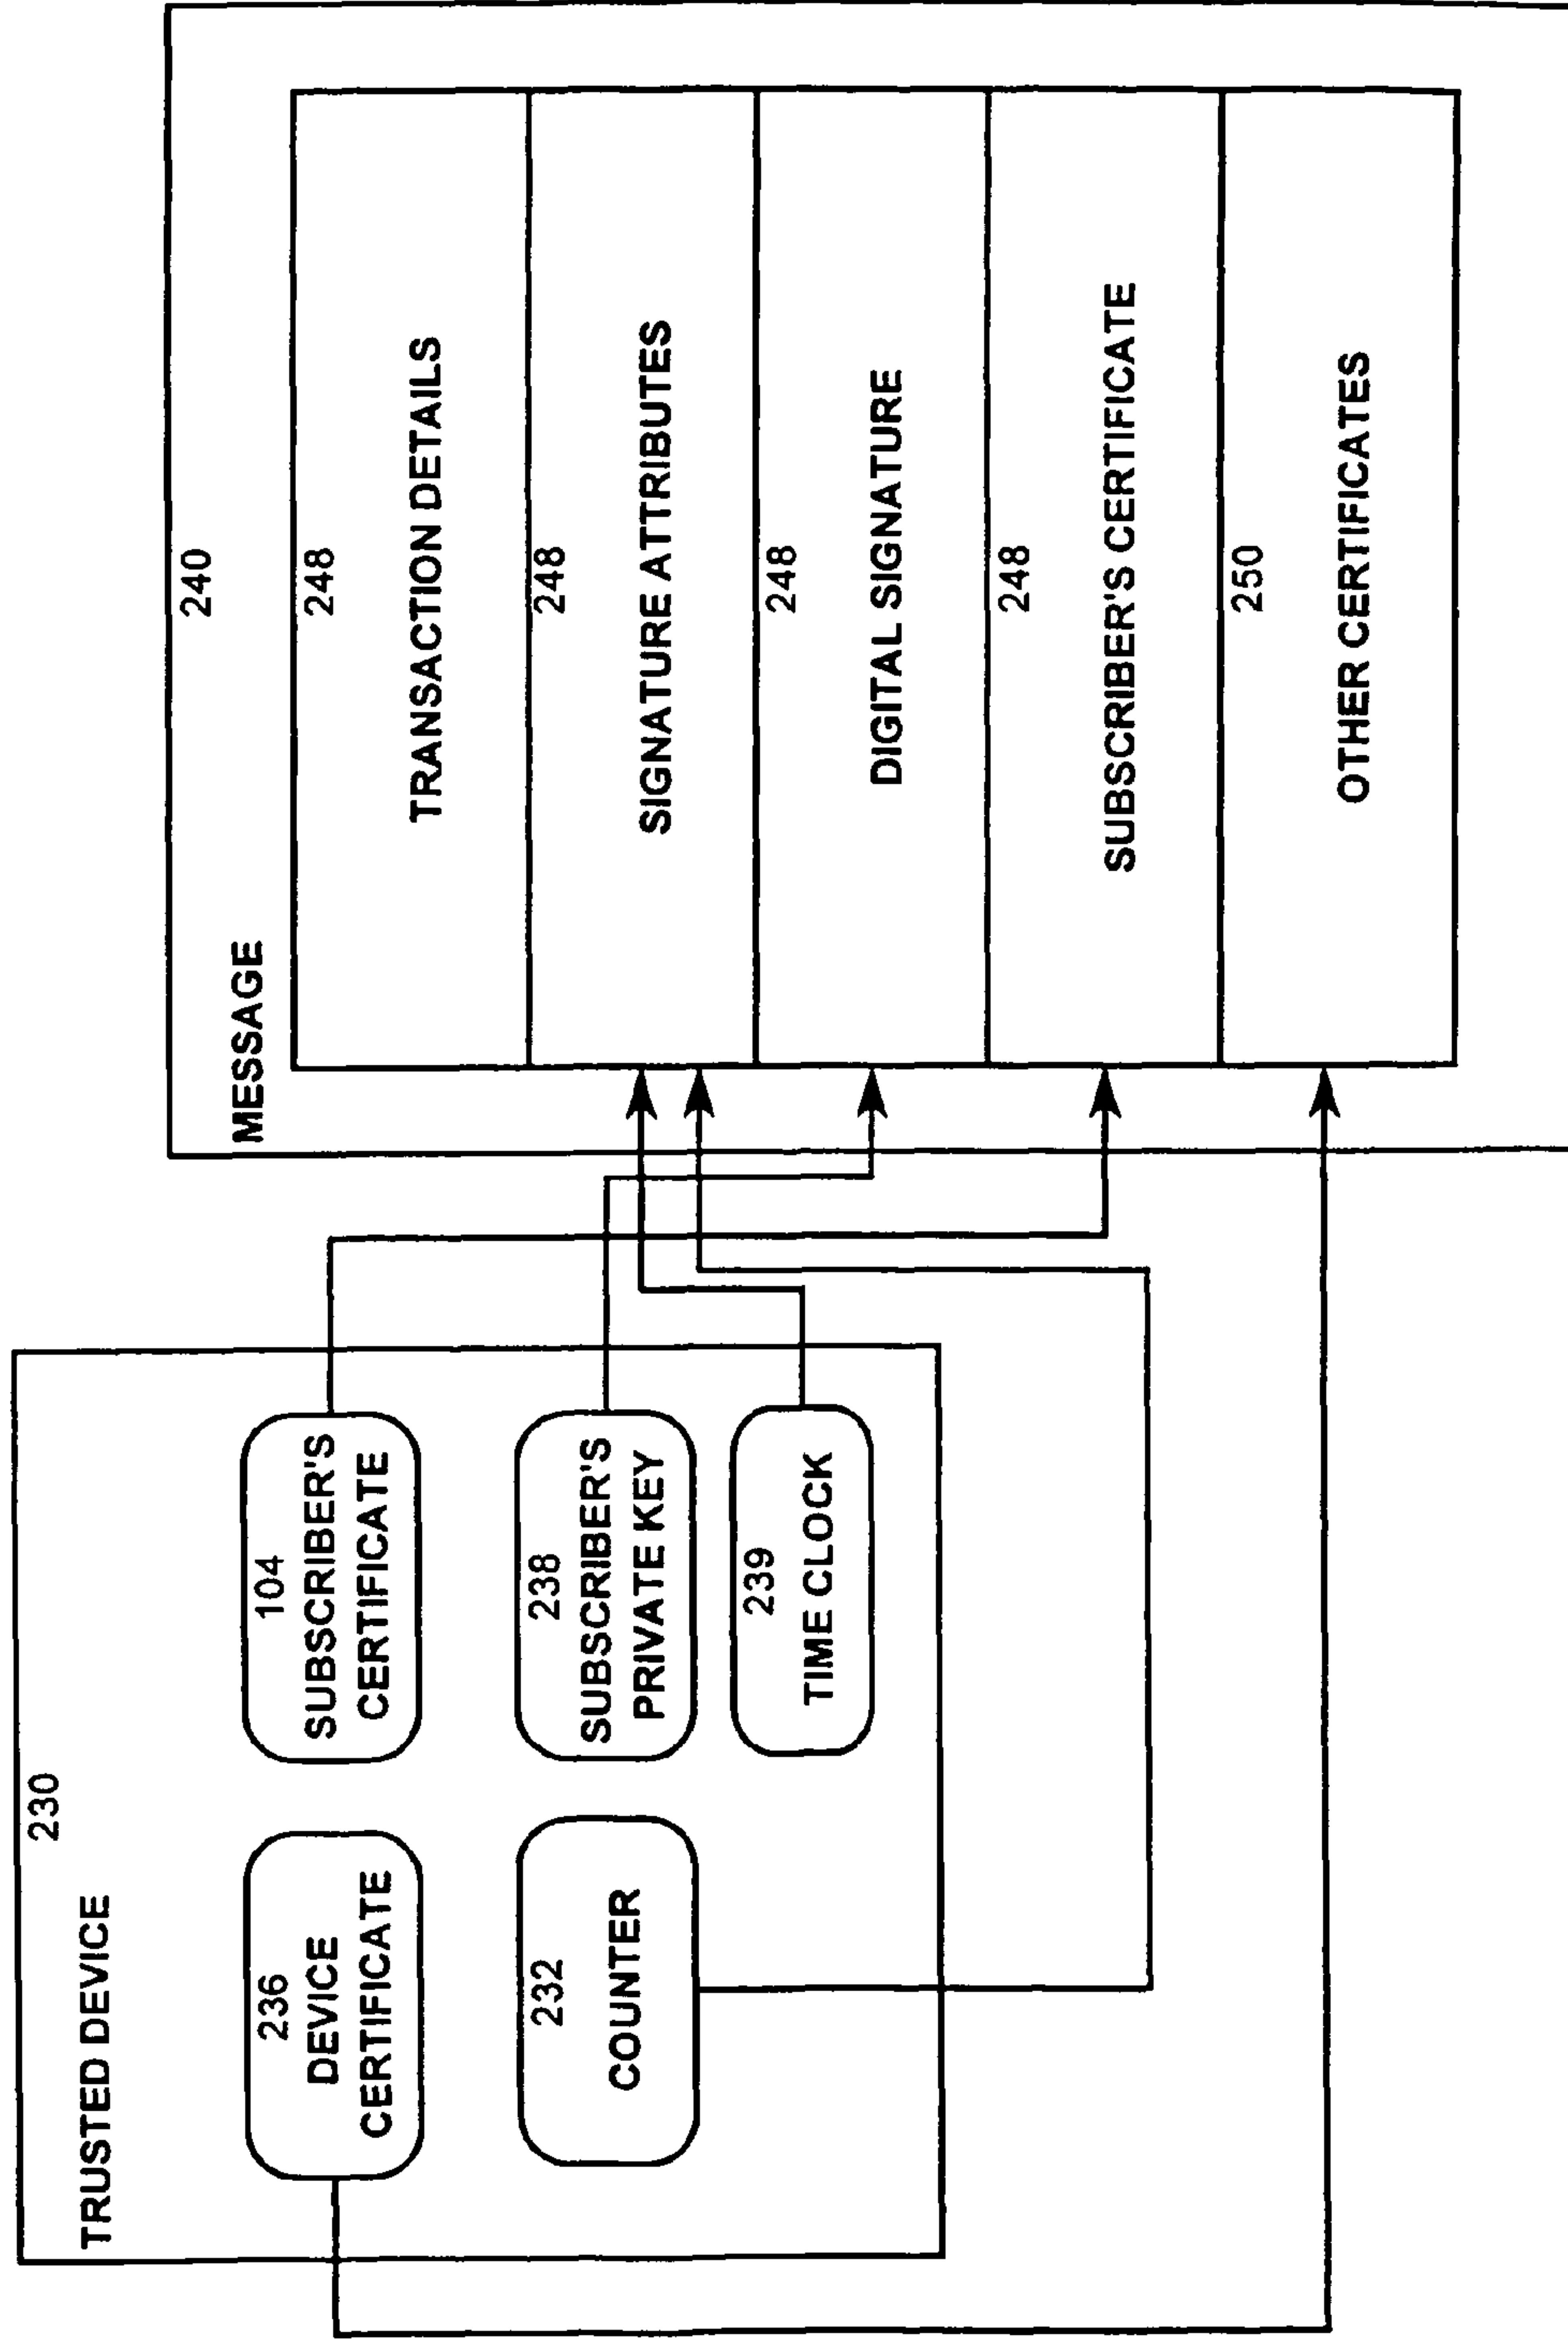 230
TRUSTED DEVICE
236
DEVICE
CERTIFICATE
104
SUBSCRIBER'S
CERTIFICATE
232
COUNTER
238
SUBSCRIBER'S
PRIVATE KEY
239
TIME CLOCK
240
MESSAGE
248
TRANSACTION DETAILS
248
SIGNATURE ATTRIBUTES
248
DIGITAL SIGNATURE
248
SUBSCRIBER'S CERTIFICATE
250
OTHER CERTIFICATES